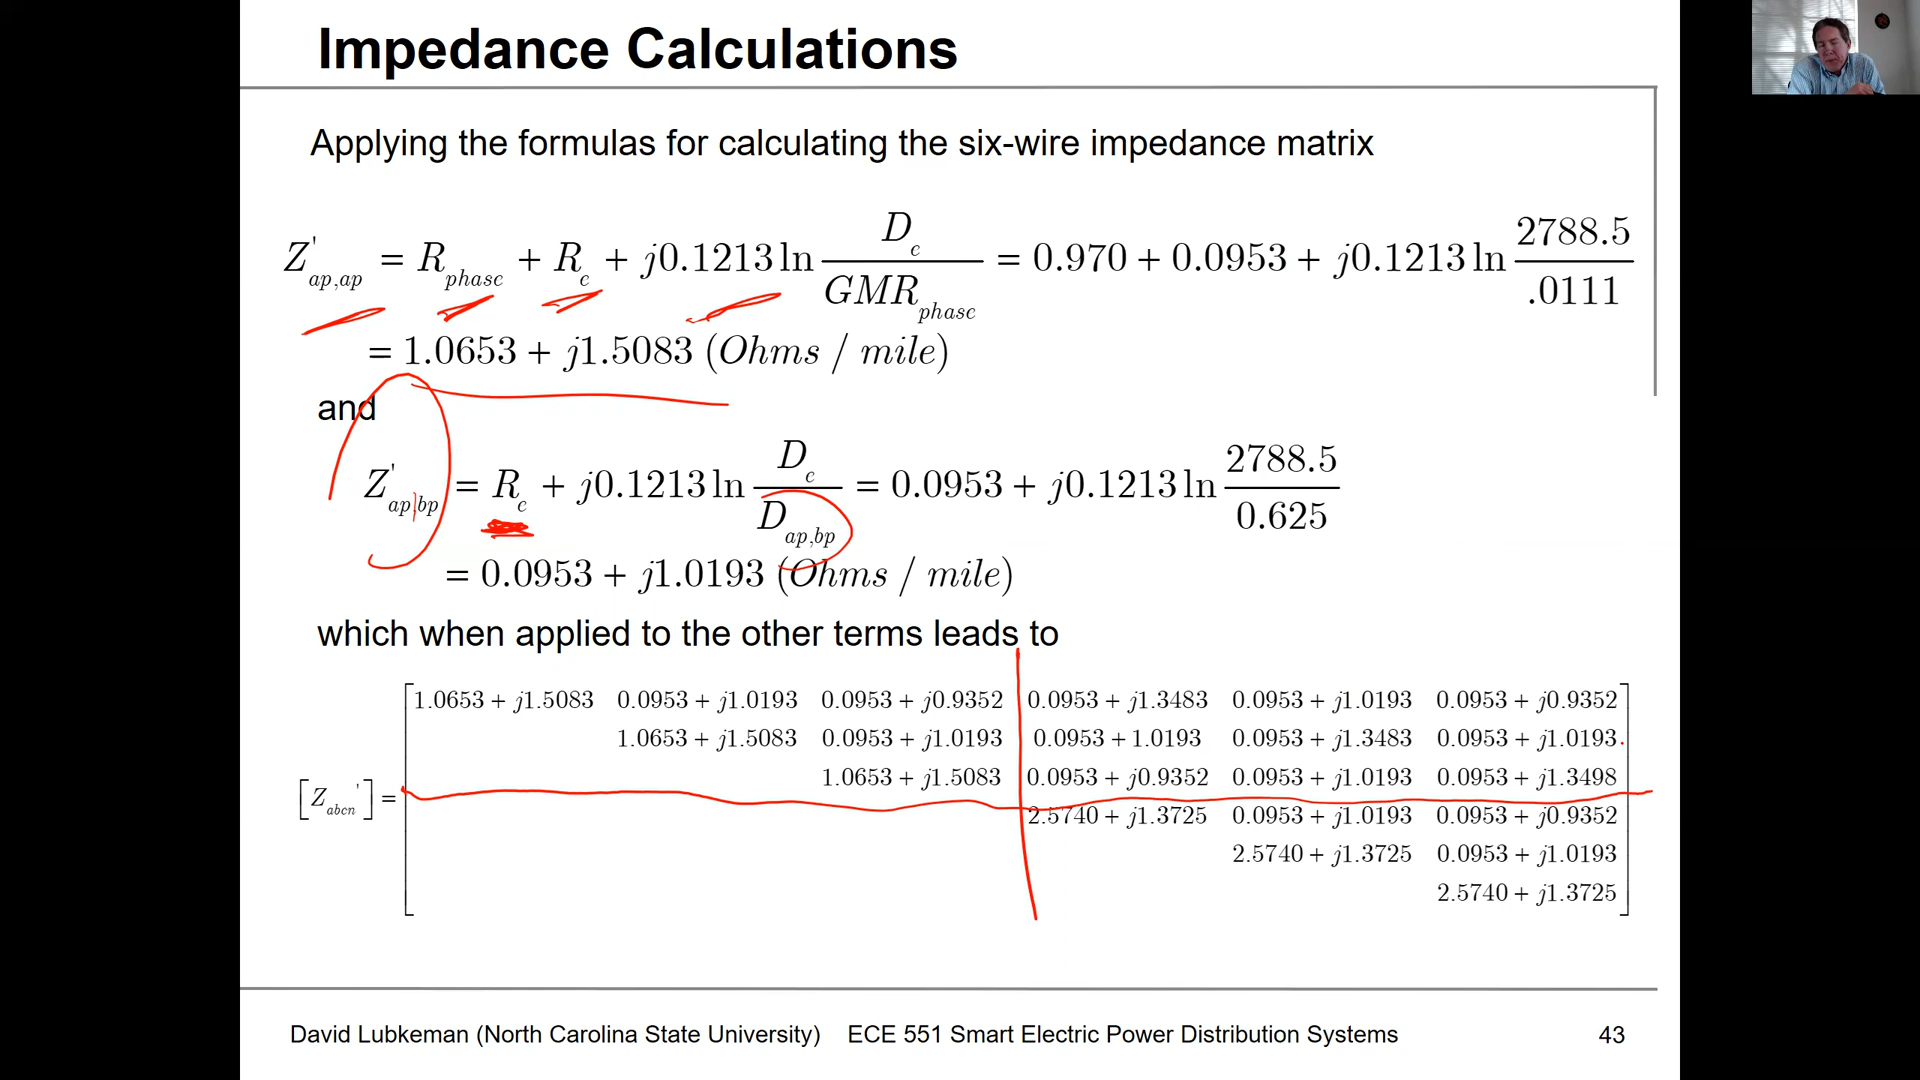 Impedance Calculations
Applying the formulas for calculating the six-wire impedance matrix
Z'ap,ap = Rphase + Re + j0.1213 ln De/GMRphase = 0.970 + 0.0953 + j0.1213 ln 2788.5/.0111
= 1.0653 + j1.5083 (Ohms / mile)
and
Z'ap,bp = Re + j0.1213 ln De/Dap,bp = 0.0953 + j0.1213 ln 2788.5/0.625
= 0.0953 + j1.0193 (Ohms / mile)
which when applied to the other terms leads to
1.0653 + j1.5083 0.0953 + j1.0193 0.0953 + j0.9352 0.0953 + j1.3483 0.0953 + j1.0193 0.0953 + j0.9352
1.0653 + j1.5083 0.0953 + j1.0193 0.0953 + 1.0193 0.0953 + j1.3483 0.0953 + j1.0193
1.0653 + j1.5083 0.0953 + j0.9352 0.0953 + j1.0193 0.0953 + j1.3498
[Zabcn'] =
2.5740 + j1.3725 0.0953 + j1.0193 0.0953 + j0.9352
2.5740 + j1.3725 0.0953 + j1.0193
2.5740 + j1.3725
David Lubkeman (North Carolina State University) ECE 551 Smart Electric Power Distribution Systems 43